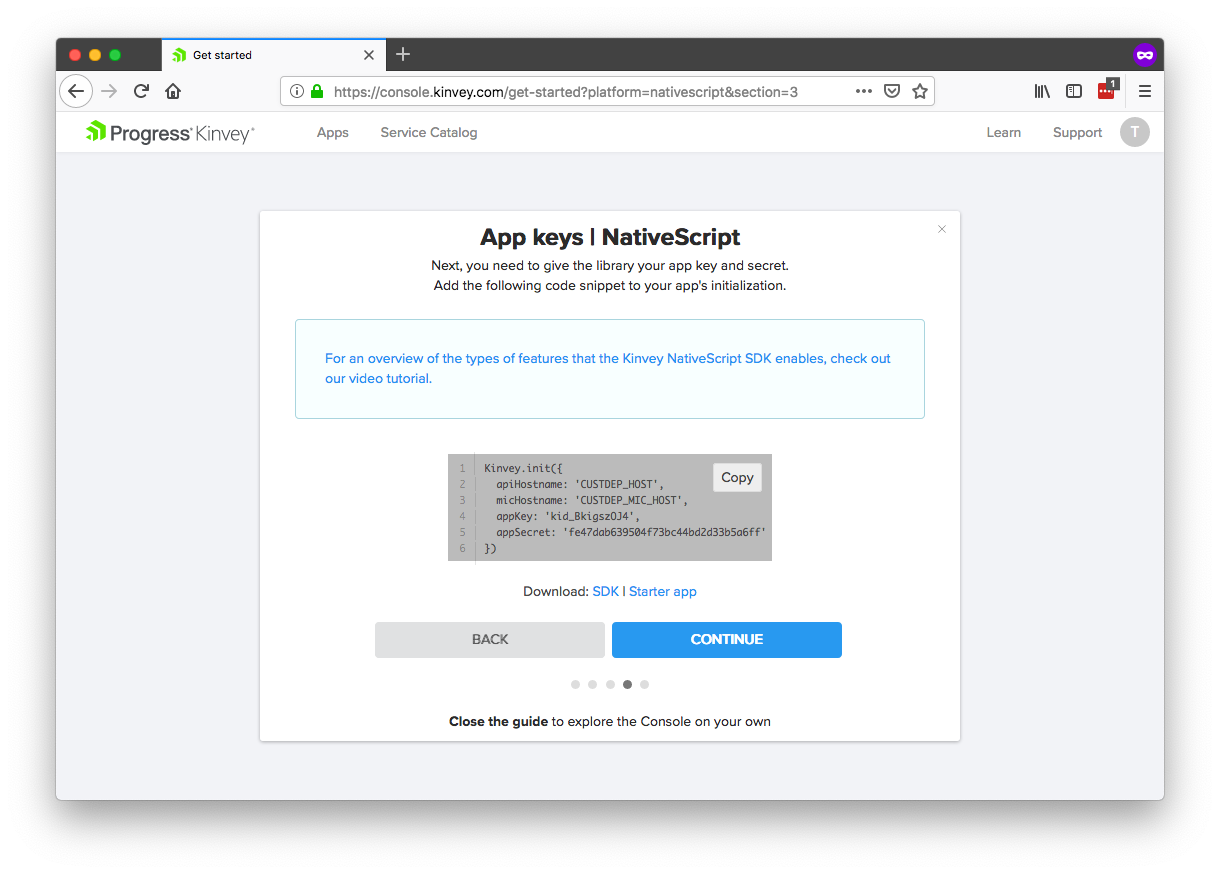 Get started
https://console.kinvey.com/get-started?platform=nativescript&section=3
1
Progress Kinvey
Apps
Service Catalog
Learn
Support
T
App keys | NativeScript
Next, you need to give the library your app key and secret.
Add the following code snippet to your app's initialization.
For an overview of the types of features that the Kinvey NativeScript SDK enables, check out
our video tutorial.
1 Kinvey.init({
2 apiHostname: 'CUSTDEP_HOST',
3 micHostname: 'CUSTDEP_MIC_HOST',
4 appKey: 'kid_BkigszOJ4',
5 appSecret: 'fe47dab639504f73bc44bd2d33b5a6ff'
6 })
Copy
Download: SDK | Starter app
BACK
CONTINUE
Close the guide to explore the Console on your own